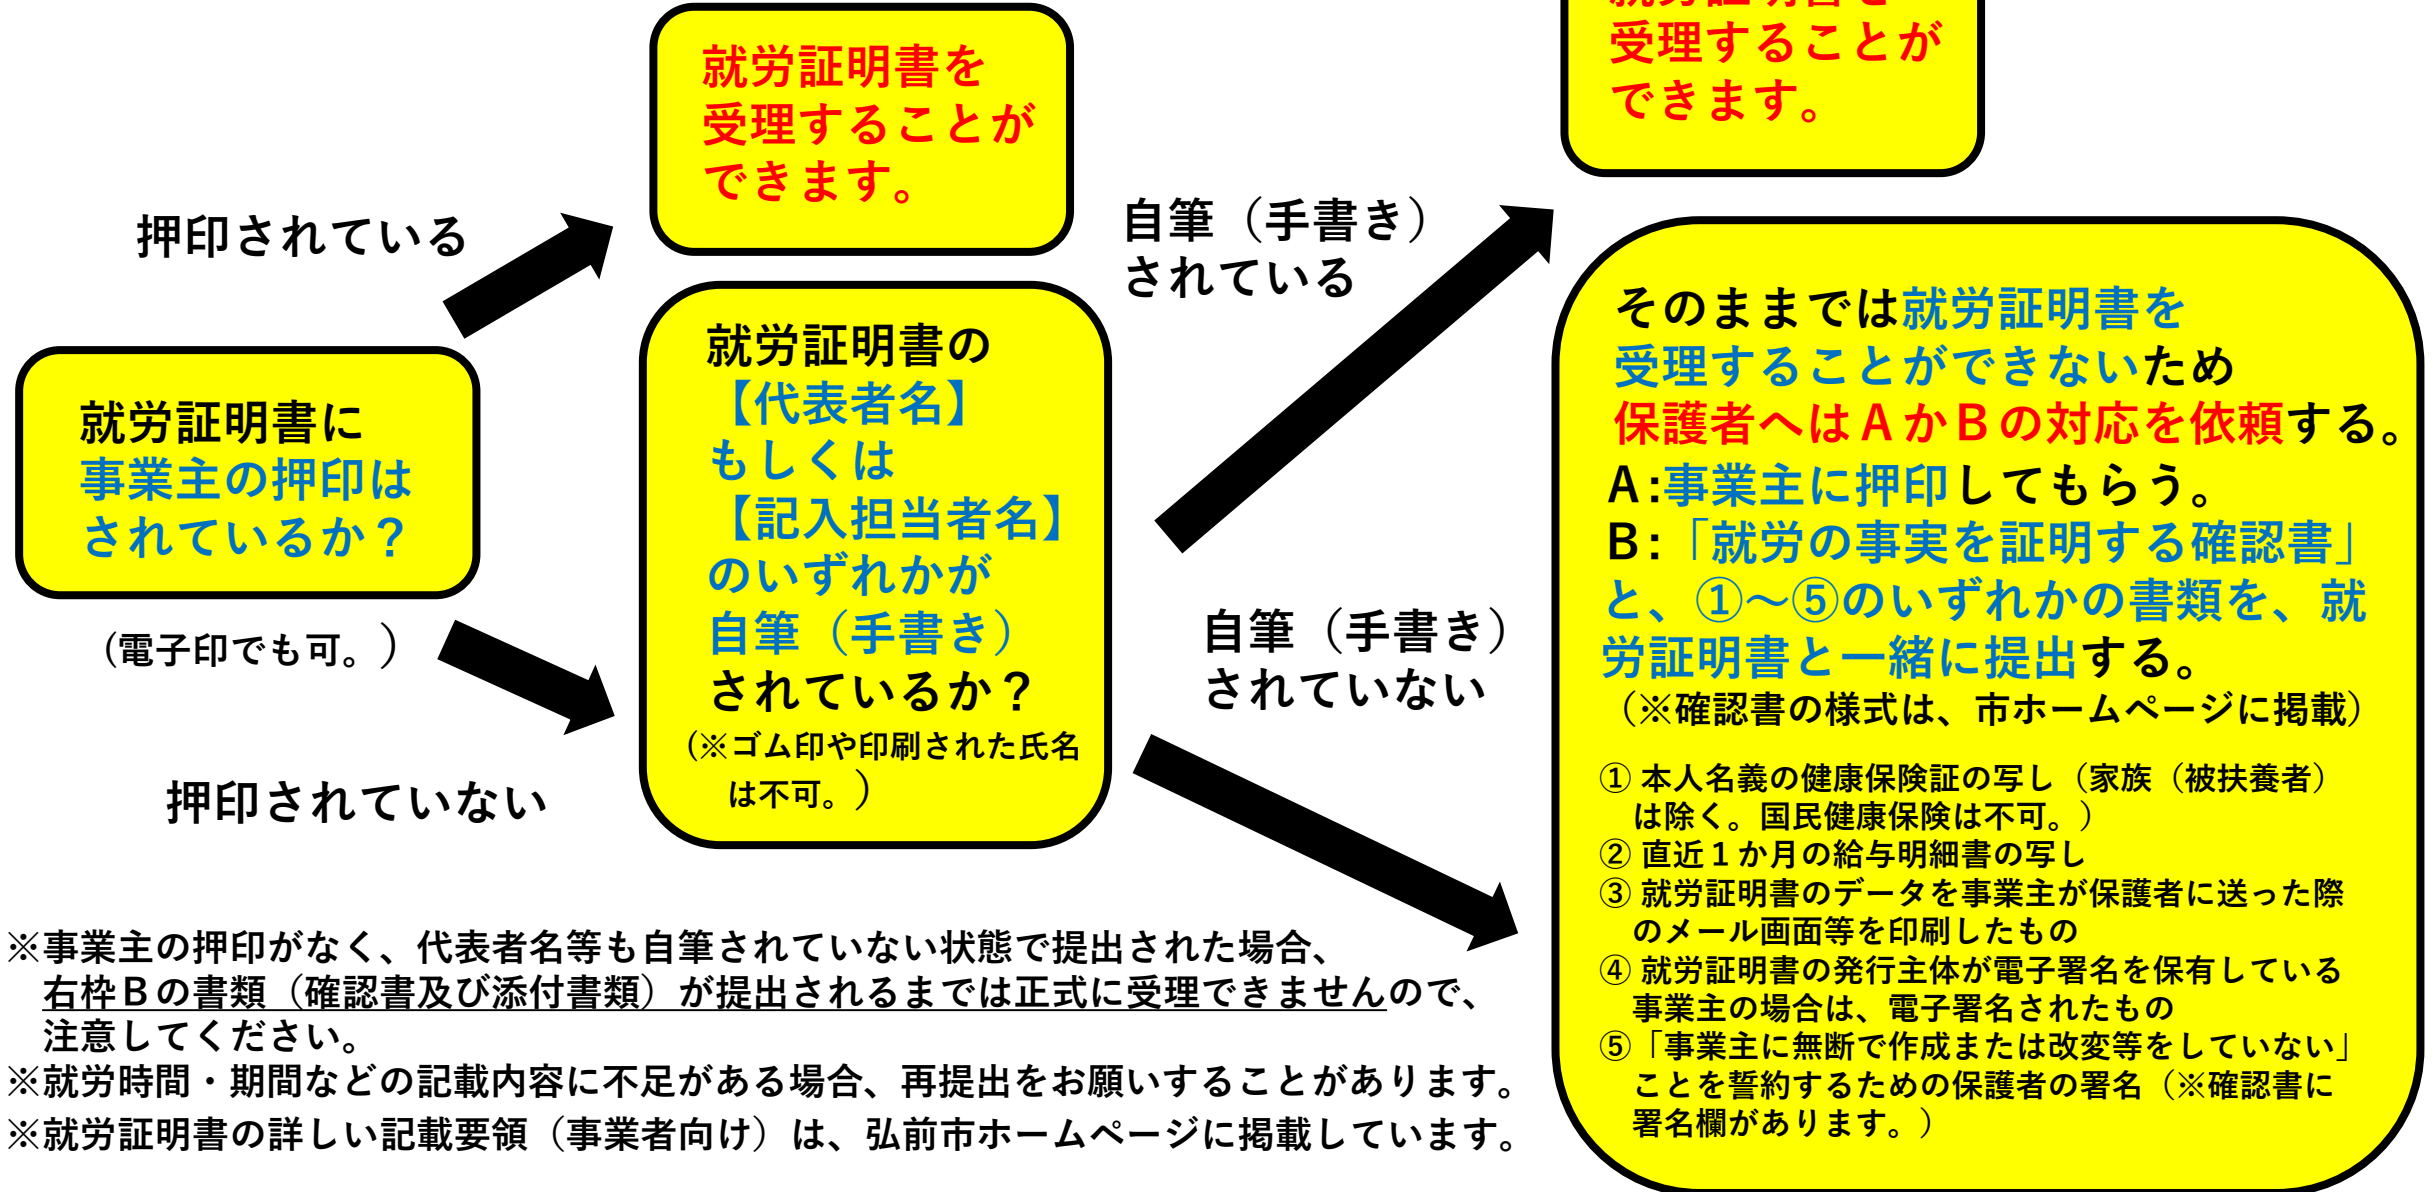 就労証明書を
受理することが
できます。
就労証明書を
受理することが
できます。
押印されている
自筆（手書き）
されている
就労証明書に
事業主の押印は
されているか？
（電子印でも可。）
就労証明書の
【代表者名】
もしくは
【記入担当者名】
のいずれかが
自筆（手書き）
されているか？
（※ゴム印や印刷された氏名
は不可。）
押印されていない
自筆（手書き）
されていない
そのままでは就労証明書を
受理することができないため
保護者へはＡかＢの対応を依頼する。
Ａ:事業主に押印してもらう。
Ｂ:「就労の事実を証明する確認書」
と、①～⑤のいずれかの書類を、就
労証明書と一緒に提出する。
（※確認書の様式は、市ホームページに掲載）
① 本人名義の健康保険証の写し（家族（被扶養者）
は除く。国民健康保険は不可。）
② 直近１か月の給与明細書の写し
③ 就労証明書のデータを事業主が保護者に送った際
のメール画面等を印刷したもの
④ 就労証明書の発行主体が電子署名を保有している
事業主の場合は、電子署名されたもの
⑤「事業主に無断で作成または改変等をしていない」
ことを誓約するための保護者の署名（※確認書に
署名欄があります。）
※事業主の押印がなく、代表者名等も自筆されていない状態で提出された場合、
右枠Ｂの書類（確認書及び添付書類）が提出されるまでは正式に受理できませんので、
注意してください。
※就労時間・期間などの記載内容に不足がある場合、再提出をお願いすることがあります。
※就労証明書の詳しい記載要領（事業者向け）は、弘前市ホームページに掲載しています。